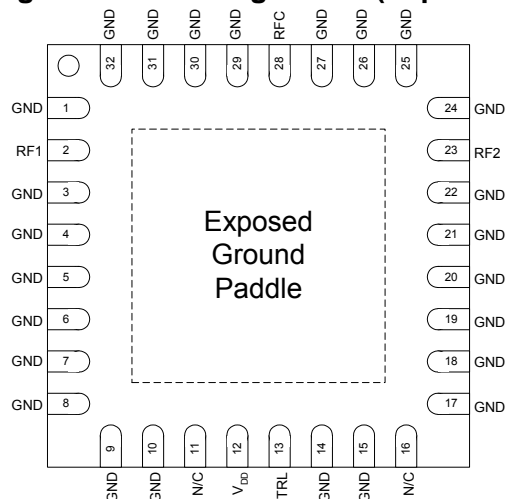 GND GND GND GND RFC GND GND GND
32 31 30 29 28 27 26 25
GND 1 24 GND
RF1 2 23 RF2
GND 3 22 GND
GND 4 21 GND
GND 5 20 GND
GND 6 19 GND
GND 7 18 GND
GND 8 17 GND
Exposed
Ground
Paddle
9 10 11 12 13 14 15 16
GND GND N/C VDD TRL GND GND N/C